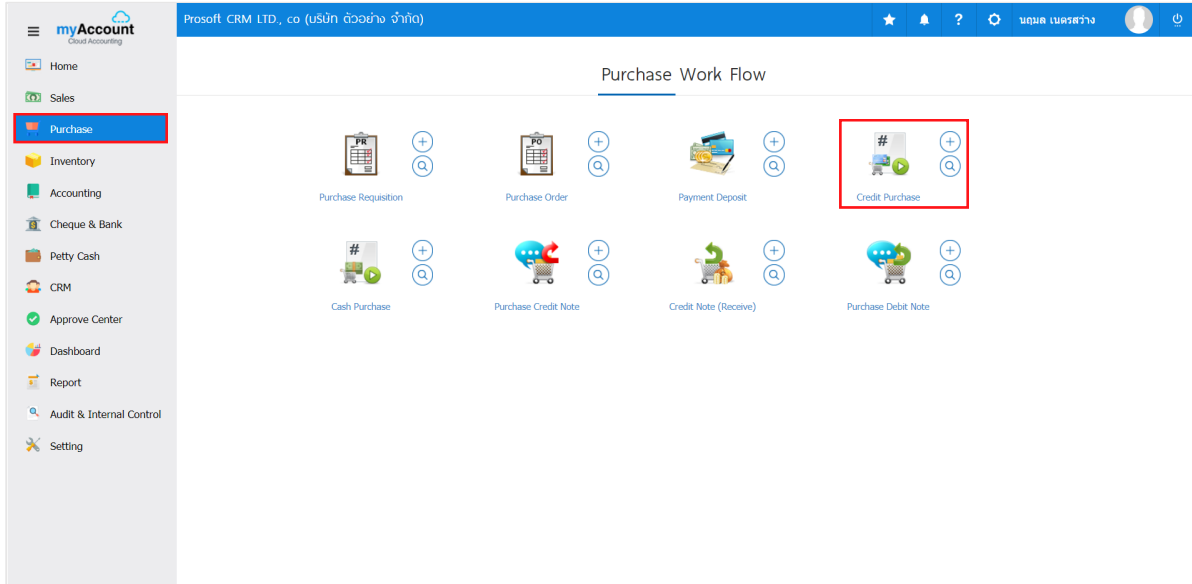 myAccount
Cloud Accounting
Prosoft CRM LTD., co (บริษัท ตัวอย่าง จำกัด)
?
นฤมล เนตรสว่าง
Home
Sales
Purchase
Inventory
Accounting
Cheque & Bank
Petty Cash
CRM
Approve Center
Dashboard
Report
Audit & Internal Control
Setting
Purchase Work Flow
PR
Purchase Requisition
PO
Purchase Order
Payment Deposit
#
Credit Purchase
#
Cash Purchase
Purchase Credit Note
Credit Note (Receive)
Purchase Debit Note